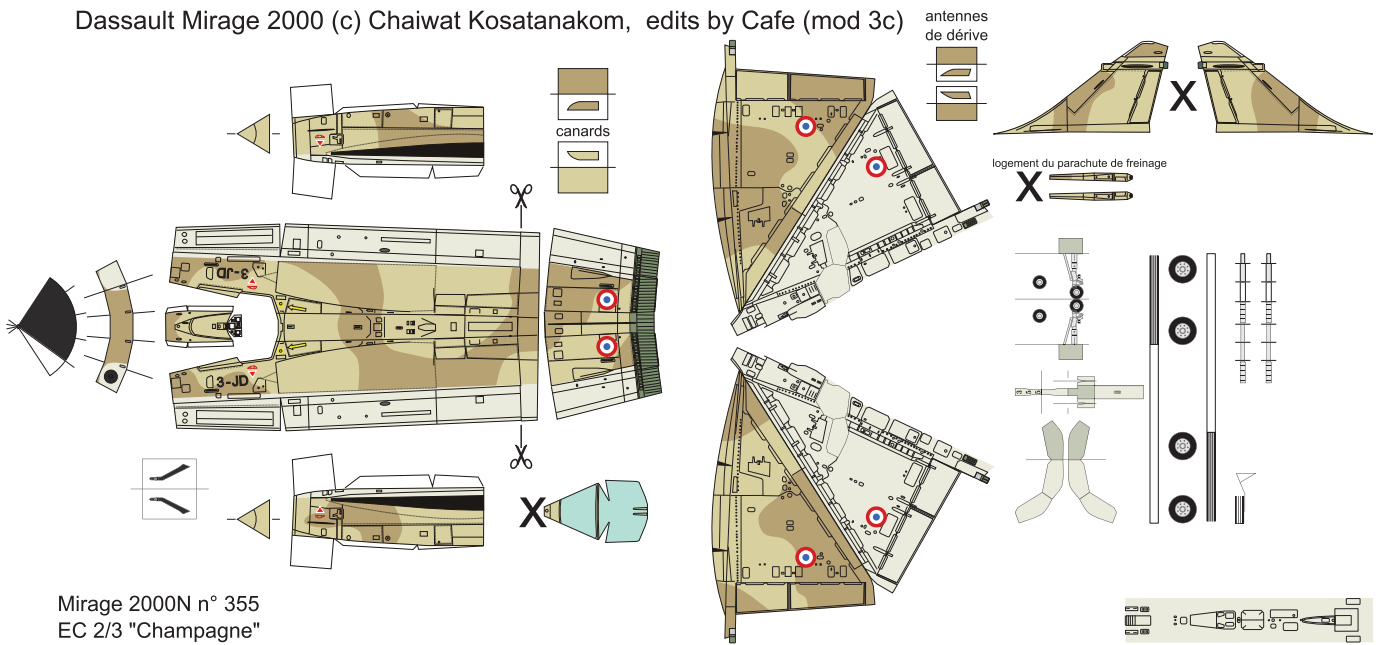 Dassault Mirage 2000 (c) Chaiwat Kosatanakom, edits by Cafe (mod 3c)
antennes
de dérive
canards
X
logement du parachute de freinage
X
3-JD
3-JD
X
Mirage 2000N n° 355
EC 2/3 "Champagne"